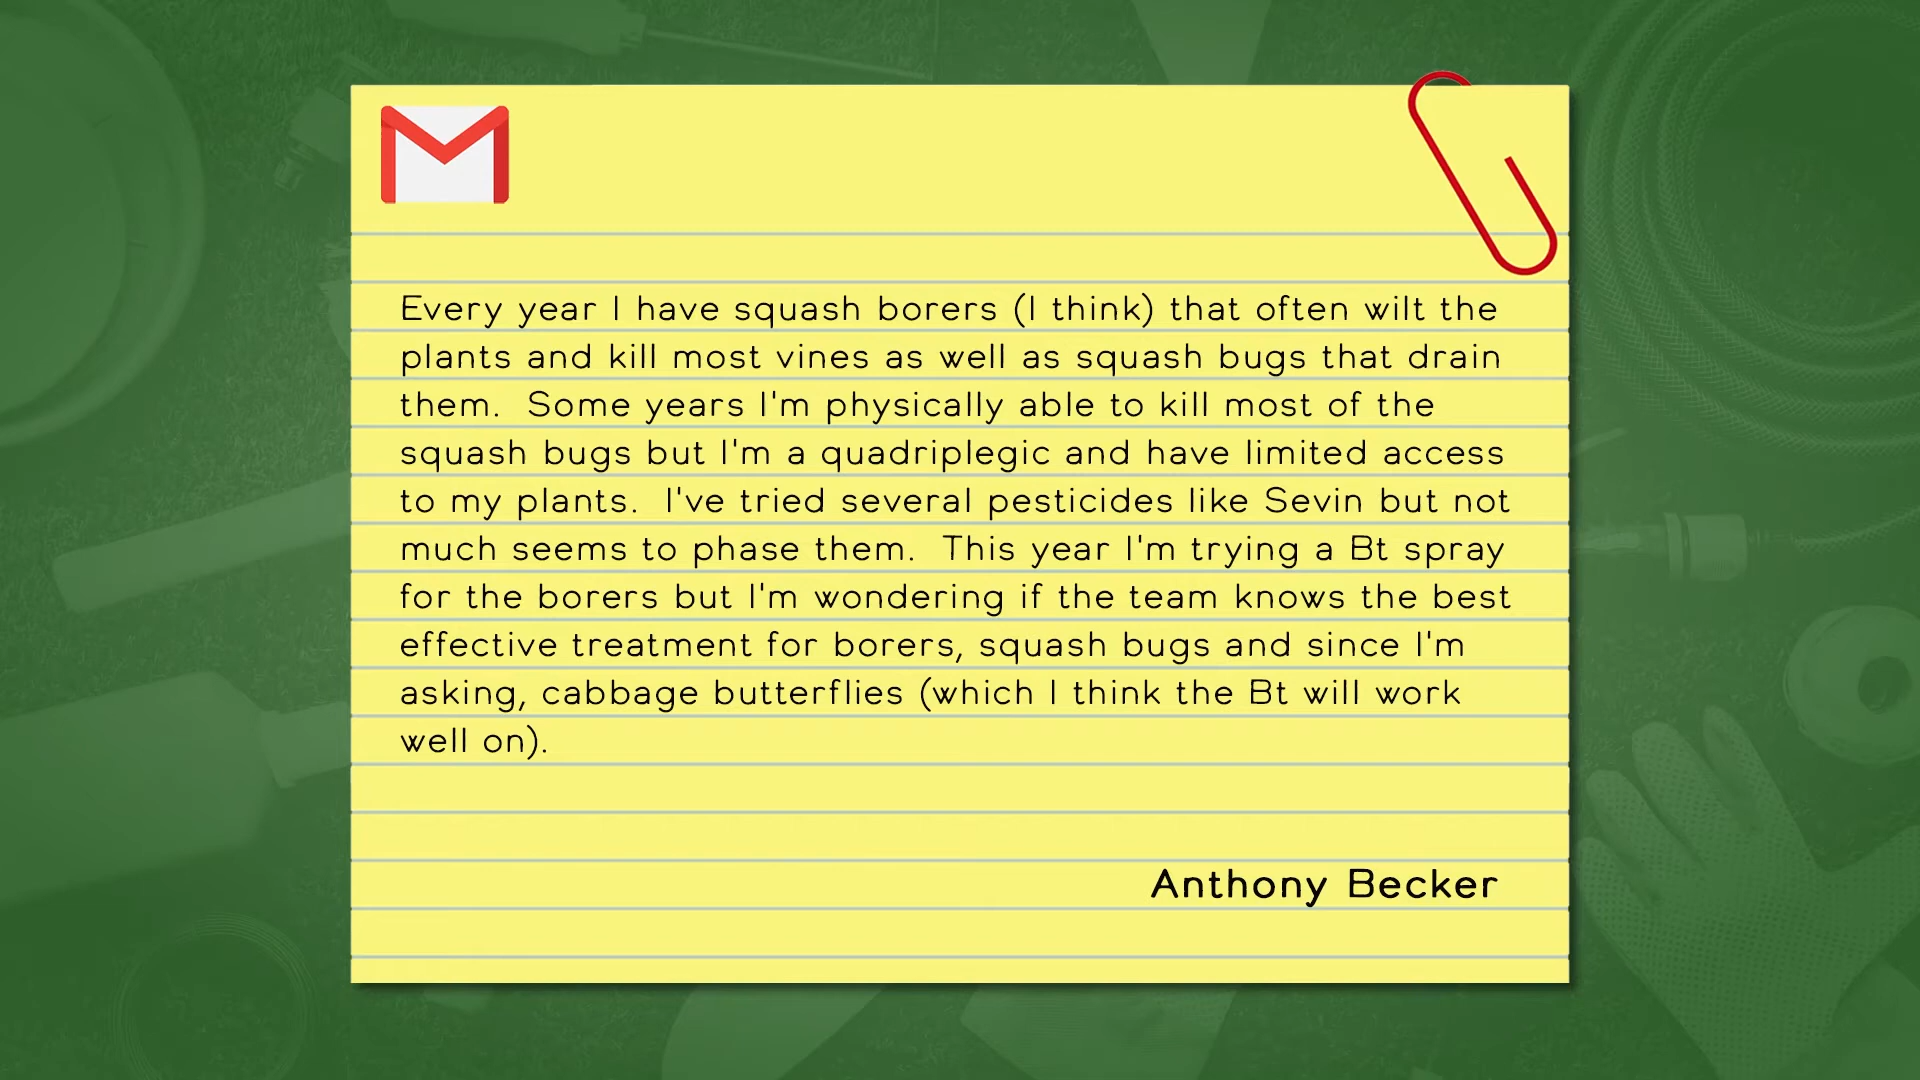 Every year I have squash borers (I think) that often wilt the
plants and kill most vines as well as squash bugs that drain
them.  Some years I'm physically able to kill most of the
squash bugs but I'm a quadriplegic and have limited access
to my plants.  I've tried several pesticides like Sevin but not
much seems to phase them.  This year I'm trying a Bt spray
for the borers but I'm wondering if the team knows the best
effective treatment for borers, squash bugs and since I'm
asking, cabbage butterflies (which I think the Bt will work
well on).
Anthony Becker